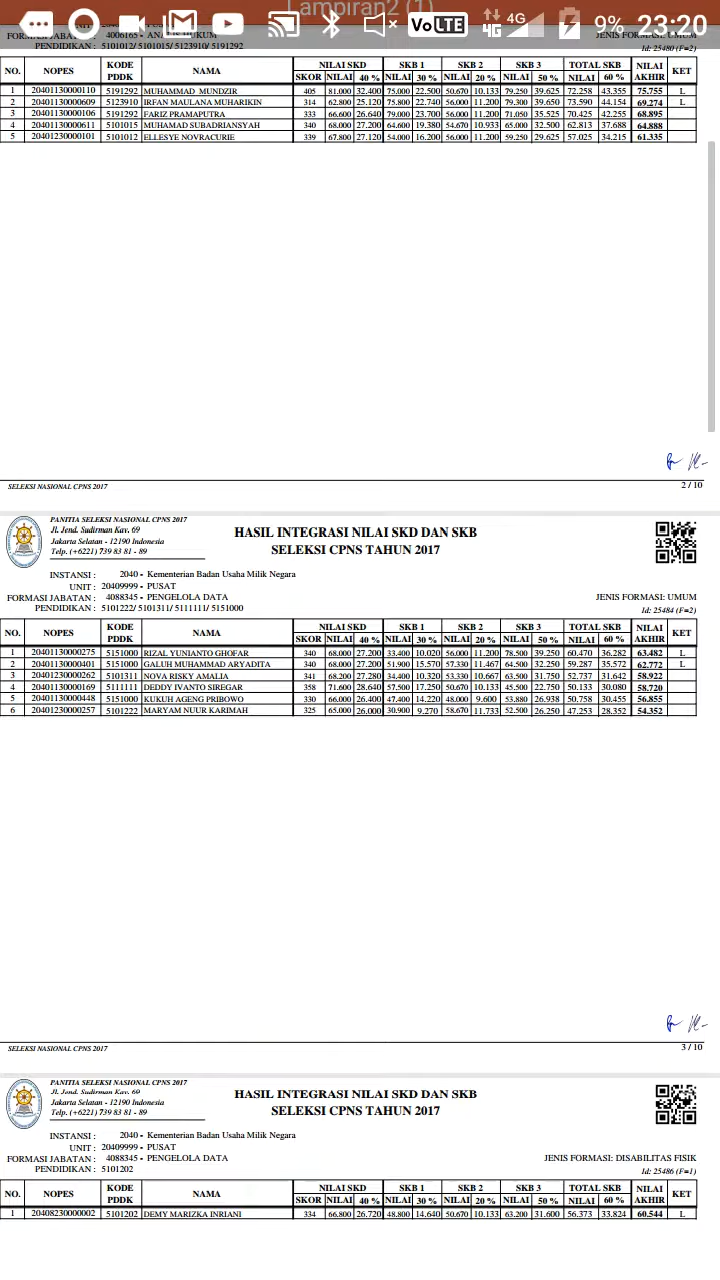 Lampiran2 (1)
VoLTE 4G 9% 23:20
FORMASI JABATAN : 4006165 - ANALIS HUKUM JENIS FORMASI: UMUM
PENDIDIKAN : 5101012/ 5101015/ 5123910/ 5191292 Id: 25480 (F=2)
NO. NOPES KODE PDDK NAMA NILAI SKD SKB 1 SKB 2 SKB 3 TOTAL SKB NILAI AKHIR KET
SKOR NILAI 40 % NILAI 30 % NILAI 20 % NILAI 50 % NILAI 60 %
1 20401130000110 5191292 MUHAMMAD MUNDZIR 405 81.000 32.400 75.000 22.500 50.670 10.133 79.250 39.625 72.258 43.355 75.755 L
2 20401130000609 5123910 IRFAN MAULANA MUHARIKIN 314 62.800 25.120 75.800 22.740 56.000 11.200 79.300 39.650 73.590 44.154 69.274 L
3 20401130000106 5191292 FARIZ PRAMAPUTRA 333 66.600 26.640 79.000 23.700 56.000 11.200 71.050 35.525 70.425 42.255 68.895
4 20401130000611 5101015 MUHAMAD SUBADRIANSYAH 340 68.000 27.200 64.600 19.380 54.670 10.933 65.000 32.500 62.813 37.688 64.888
5 20401230000101 5101012 ELLESYE NOVRACURIE 339 67.800 27.120 54.000 16.200 56.000 11.200 59.250 29.625 57.025 34.215 61.335
SELEKSI NASIONAL CPNS 2017 2 / 10
PANITIA SELEKSI NASIONAL CPNS 2017
Jl. Jend. Sudirman Kav. 69
Jakarta Selatan - 12190 Indonesia
Telp. (+6221) 739 83 81 - 89
HASIL INTEGRASI NILAI SKD DAN SKB
SELEKSI CPNS TAHUN 2017
INSTANSI : 2040 - Kementerian Badan Usaha Milik Negara
UNIT : 20409999 - PUSAT
FORMASI JABATAN : 4088345 - PENGELOLA DATA JENIS FORMASI: UMUM
PENDIDIKAN : 5101222/ 5101311/ 5111111/ 5151000 Id: 25484 (F=2)
NO. NOPES KODE PDDK NAMA NILAI SKD SKB 1 SKB 2 SKB 3 TOTAL SKB NILAI AKHIR KET
SKOR NILAI 40 % NILAI 30 % NILAI 20 % NILAI 50 % NILAI 60 %
1 20401130000275 5151000 RIZAL YUNIANTO GHOFAR 340 68.000 27.200 33.400 10.020 56.000 11.200 78.500 39.250 60.470 36.282 63.482 L
2 20401130000401 5151000 GALUH MUHAMMAD ARYADITA 340 68.000 27.200 51.900 15.570 57.330 11.467 64.500 32.250 59.287 35.572 62.772 L
3 20401230000262 5101311 NOVA RISKY AMALIA 341 68.200 27.280 34.400 10.320 53.330 10.667 63.500 31.750 52.737 31.642 58.922
4 20401130000169 5111111 DEDDY IVANTO SIREGAR 358 71.600 28.640 57.500 17.250 50.670 10.133 45.500 22.750 50.133 30.080 58.720
5 20401130000448 5151000 KUKUH AGENG PRIBOWO 330 66.000 26.400 47.400 14.220 48.000 9.600 53.880 26.938 50.758 30.455 56.855
6 20401230000257 5101222 MARYAM NUUR KARIMAH 325 65.000 26.000 30.900 9.270 58.670 11.733 52.500 26.250 47.253 28.352 54.352
SELEKSI NASIONAL CPNS 2017 3 / 10
PANITIA SELEKSI NASIONAL CPNS 2017
Jl. Jend. Sudirman Kav. 69
Jakarta Selatan - 12190 Indonesia
Telp. (+6221) 739 83 81 - 89
HASIL INTEGRASI NILAI SKD DAN SKB
SELEKSI CPNS TAHUN 2017
INSTANSI : 2040 - Kementerian Badan Usaha Milik Negara
UNIT : 20409999 - PUSAT
FORMASI JABATAN : 4088345 - PENGELOLA DATA JENIS FORMASI: DISABILITAS FISIK
PENDIDIKAN : 5101202 Id: 25486 (F=1)
NO. NOPES KODE PDDK NAMA NILAI SKD SKB 1 SKB 2 SKB 3 TOTAL SKB NILAI AKHIR KET
SKOR NILAI 40 % NILAI 30 % NILAI 20 % NILAI 50 % NILAI 60 %
1 20408230000002 5101202 DEMY MARIZKA INRIANI 334 66.800 26.720 48.800 14.640 50.670 10.133 63.200 31.600 56.373 33.824 60.544 L